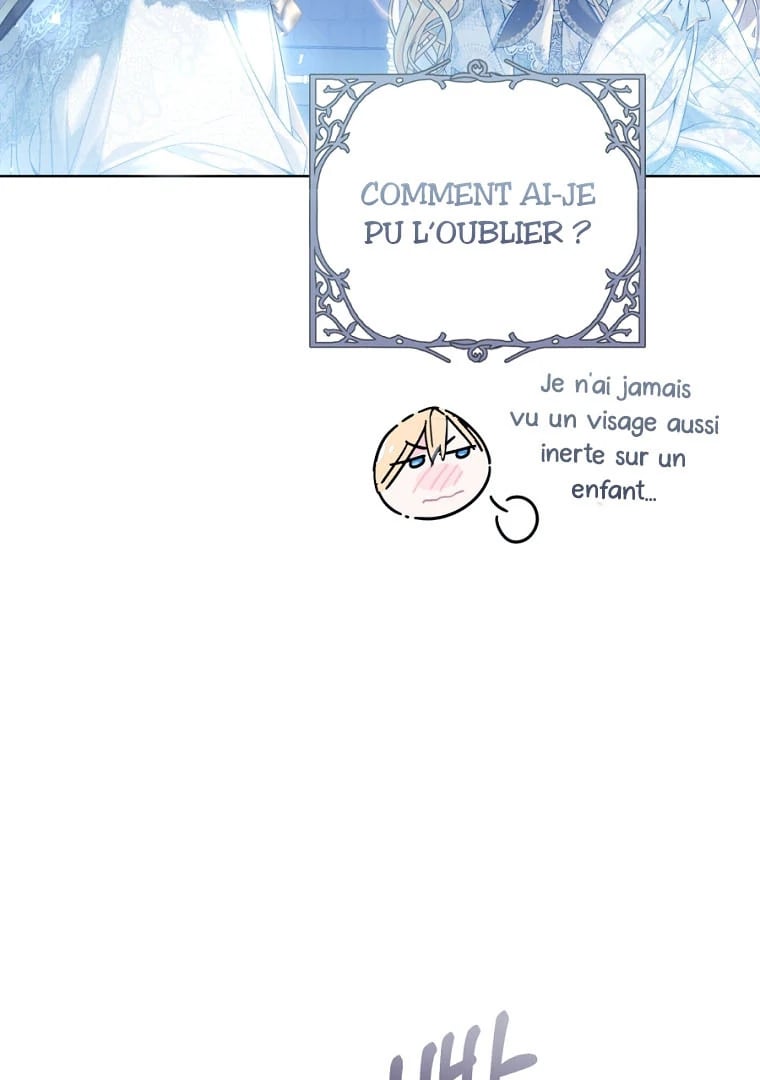 COMMENT AI-JE
PU L'OUBLIER ?
Je n'ai jamais
vu un visage aussi
inerte sur un
enfant...